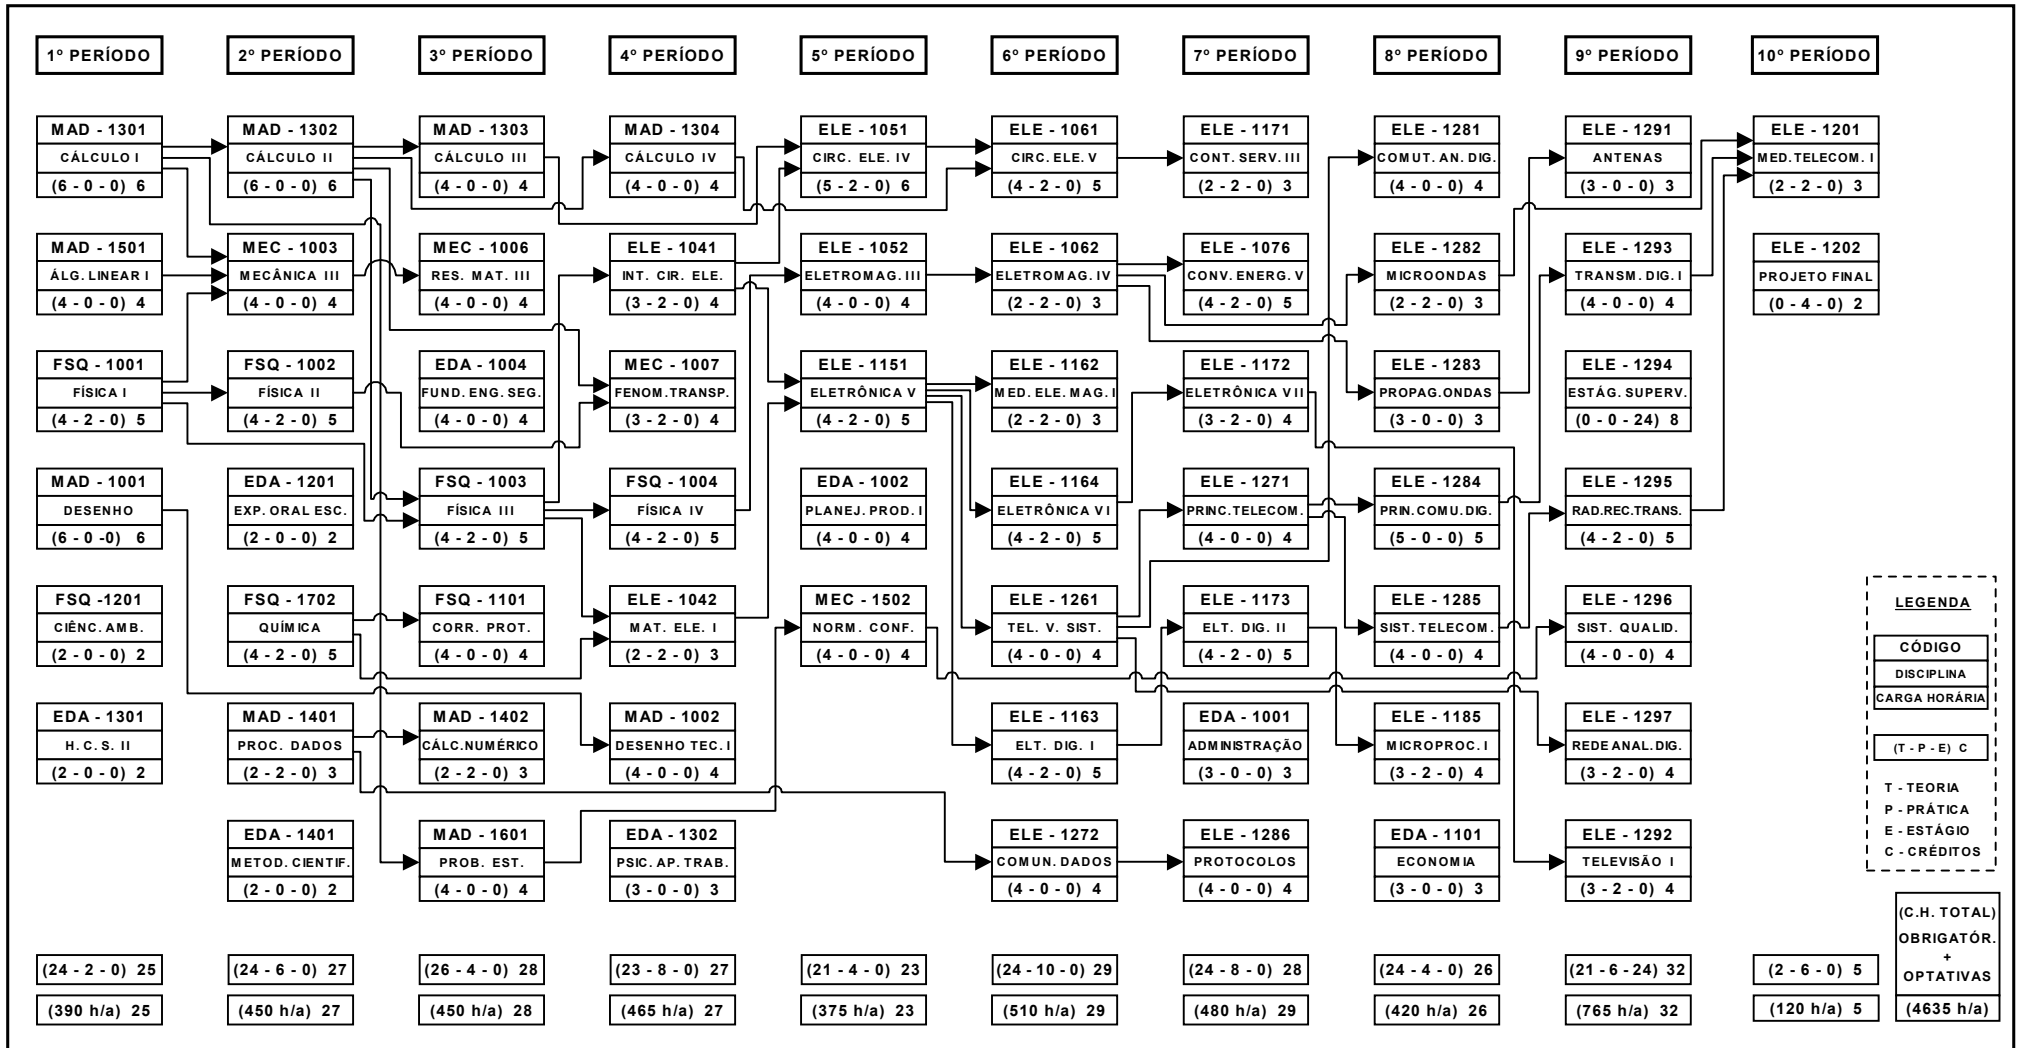 1º PERÍODO
2º PERÍODO
3º PERÍODO
4º PERÍODO
5º PERÍODO
6º PERÍODO
7º PERÍODO
8º PERÍODO
9º PERÍODO
10º PERÍODO
MAD - 1301
CÁLCULO I
(6 - 0 - 0) 6
MAD - 1302
CÁLCULO II
(6 - 0 - 0) 6
MAD - 1303
CÁLCULO III
(4 - 0 - 0) 4
MAD - 1304
CÁLCULO IV
(4 - 0 - 0) 4
ELE - 1051
CIRC. ELE. IV
(5 - 2 - 0) 6
ELE - 1061
CIRC. ELE. V
(4 - 2 - 0) 5
ELE - 1171
CONT. SERV. III
(2 - 2 - 0) 3
ELE - 1281
COMUT. AN. DIG.
(4 - 0 - 0) 4
ELE - 1291
ANTENAS
(3 - 0 - 0) 3
ELE - 1201
MED. TELECOM. I
(2 - 2 - 0) 3
MAD - 1501
ÁLG. LINEAR I
(4 - 0 - 0) 4
MEC - 1003
MECÂNICA III
(4 - 0 - 0) 4
MEC - 1006
RES. MAT. III
(4 - 0 - 0) 4
ELE - 1041
INT. CIR. ELE.
(3 - 2 - 0) 4
ELE - 1052
ELETROMAG. III
(4 - 0 - 0) 4
ELE - 1062
ELETROMAG. IV
(2 - 2 - 0) 3
ELE - 1076
CONV. ENERG. V
(4 - 2 - 0) 5
ELE - 1282
MICROONDAS
(2 - 2 - 0) 3
ELE - 1293
TRANSM. DIG. I
(4 - 0 - 0) 4
ELE - 1202
PROJETO FINAL
(0 - 4 - 0) 2
FSQ - 1001
FÍSICA I
(4 - 2 - 0) 5
FSQ - 1002
FÍSICA II
(4 - 2 - 0) 5
EDA - 1004
FUND. ENG. SEG.
(4 - 0 - 0) 4
MEC - 1007
FENOM. TRANSP.
(3 - 2 - 0) 4
ELE - 1151
ELETRÔNICA V
(4 - 2 - 0) 5
ELE - 1162
MED. ELE. MAG. I
(2 - 2 - 0) 3
ELE - 1172
ELETRÔNICA VII
(3 - 2 - 0) 4
ELE - 1283
PROPAG. ONDAS
(3 - 0 - 0) 3
ELE - 1294
ESTÁG. SUPERV.
(0 - 0 - 24) 8
MAD - 1001
DESENHO
(6 - 0 -0) 6
EDA - 1201
EXP. ORAL ESC.
(2 - 0 - 0) 2
FSQ - 1003
FÍSICA III
(4 - 2 - 0) 5
FSQ - 1004
FÍSICA IV
(4 - 2 - 0) 5
EDA - 1002
PLANEJ. PROD. I
(4 - 0 - 0) 4
ELE - 1164
ELETRÔNICA VI
(4 - 2 - 0) 5
ELE - 1271
PRINC. TELECOM.
(4 - 0 - 0) 4
ELE - 1284
PRIN. COMU. DIG.
(5 - 0 - 0) 5
ELE - 1295
RAD.REC.TRANS.
(4 - 2 - 0) 5
FSQ -1201
CIÊNC. AMB.
(2 - 0 - 0) 2
FSQ - 1702
QUÍMICA
(4 - 2 - 0) 5
FSQ - 1101
CORR. PROT.
(4 - 0 - 0) 4
ELE - 1042
MAT. ELE. I
(2 - 2 - 0) 3
MEC - 1502
NORM. CONF.
(4 - 0 - 0) 4
ELE - 1261
TEL. V. SIST.
(4 - 0 - 0) 4
ELE - 1173
ELT. DIG. II
(4 - 2 - 0) 5
ELE - 1285
SIST. TELECOM.
(4 - 0 - 0) 4
ELE - 1296
SIST. QUALID.
(4 - 0 - 0) 4
EDA - 1301
H. C. S. II
(2 - 0 - 0) 2
MAD - 1401
PROC. DADOS
(2 - 2 - 0) 3
MAD - 1402
CÁLC. NUMÉRICO
(2 - 2 - 0) 3
MAD - 1002
DESENHO TEC. I
(4 - 0 - 0) 4
ELE - 1163
ELT. DIG. I
(4 - 2 - 0) 5
EDA - 1001
ADMINISTRAÇÃO
(3 - 0 - 0) 3
ELE - 1185
MICROPROC. I
(3 - 2 - 0) 4
ELE - 1297
REDE ANAL. DIG.
(3 - 2 - 0) 4
EDA - 1401
METOD. CIENTIF.
(2 - 0 - 0) 2
MAD - 1601
PROB. EST.
(4 - 0 - 0) 4
EDA - 1302
PSIC. AP. TRAB.
(3 - 0 - 0) 3
ELE - 1272
COMUN. DADOS
(4 - 0 - 0) 4
ELE - 1286
PROTOCOLOS
(4 - 0 - 0) 4
EDA - 1101
ECONOMIA
(3 - 0 - 0) 3
ELE - 1292
TELEVISÃO I
(3 - 2 - 0) 4
LEGENDA
CÓDIGO
DISCIPLINA
CARGA HORÁRIA
(T - P - E) C
T - TEORIA
P - PRÁTICA
E - ESTÁGIO
C - CRÉDITOS
(24 - 2 - 0) 25
(24 - 6 - 0) 27
(26 - 4 - 0) 28
(23 - 8 - 0) 27
(21 - 4 - 0) 23
(24 - 10 - 0) 29
(24 - 8 - 0) 28
(24 - 4 - 0) 26
(21 - 6 - 24) 32
(2 - 6 - 0) 5
(390 h/a) 25
(450 h/a) 27
(450 h/a) 28
(465 h/a) 27
(375 h/a) 23
(510 h/a) 29
(480 h/a) 29
(420 h/a) 26
(765 h/a) 32
(120 h/a) 5
(C.H. TOTAL)
OBRIGATÓR.
+
OPTATIVAS
(4635 h/a)